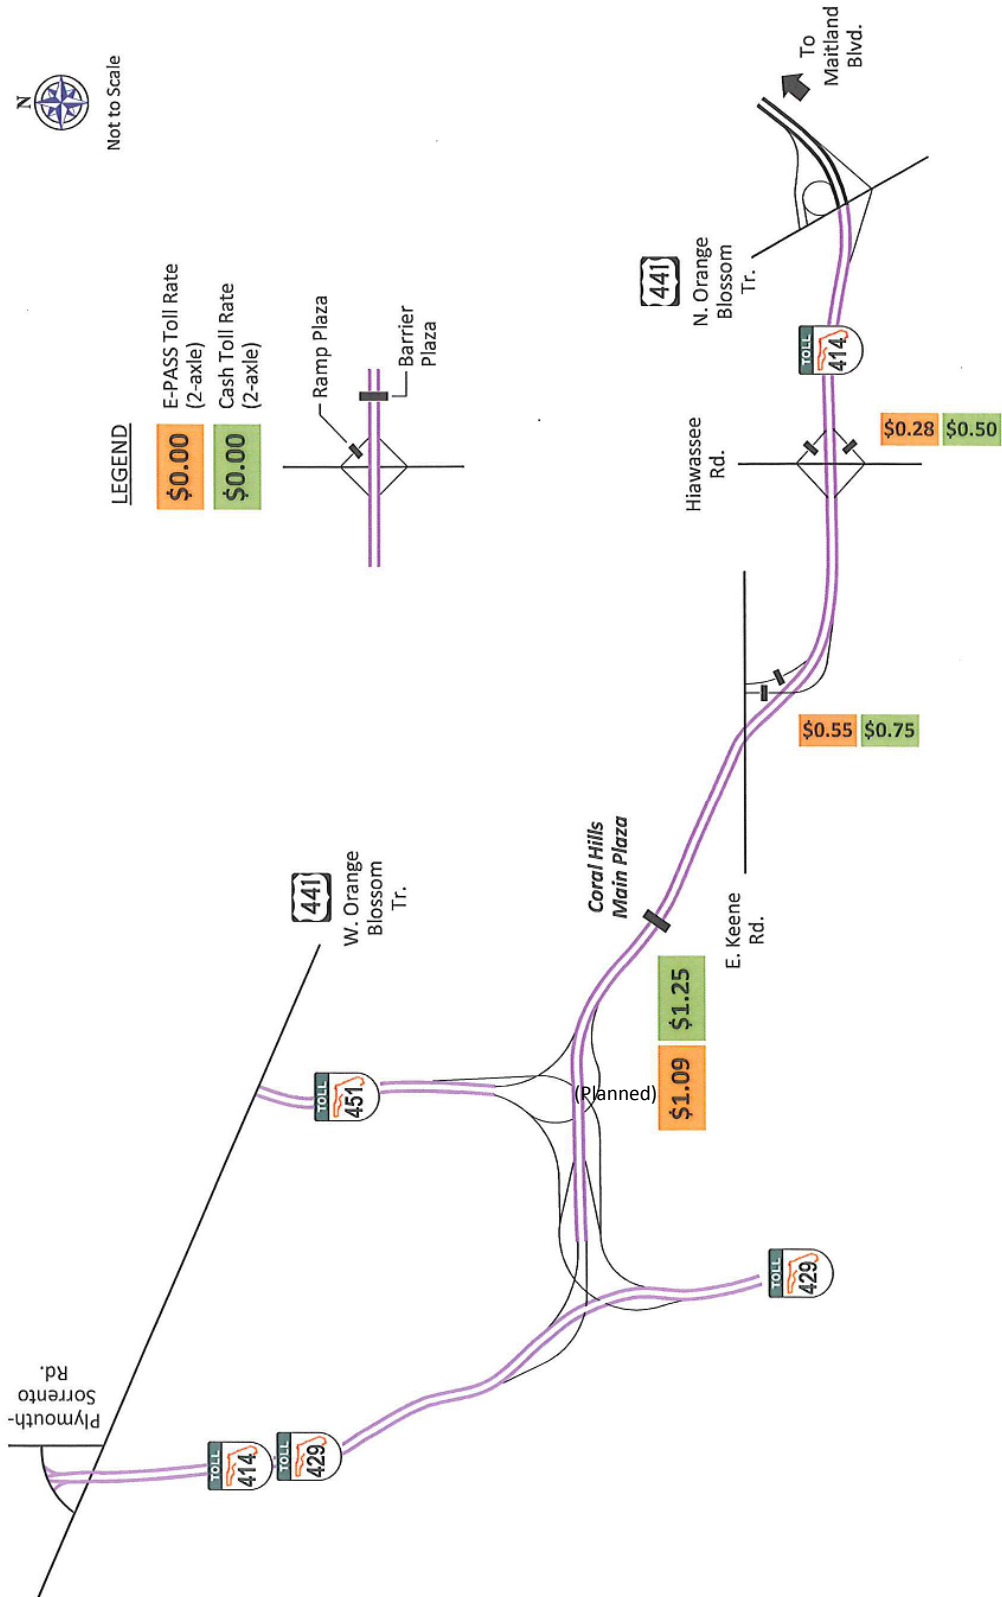 N
Not to Scale
LEGEND
$0.00
E-PASS Toll Rate
(2-axle)
$0.00
Cash Toll Rate
(2-axle)
Ramp Plaza
Barrier
Plaza
To
Maitland
Blvd.
441
N. Orange
Blossom
Tr.
TOLL
414
Hiawassee
Rd.
$0.28
$0.50
$0.55
$0.75
E. Keene
Rd.
Coral Hills
Main Plaza
$1.09
$1.25
(Planned)
441
W. Orange
Blossom
Tr.
TOLL
451
TOLL
429
TOLL
414
TOLL
429
Plymouth-
Sorrento
Rd.